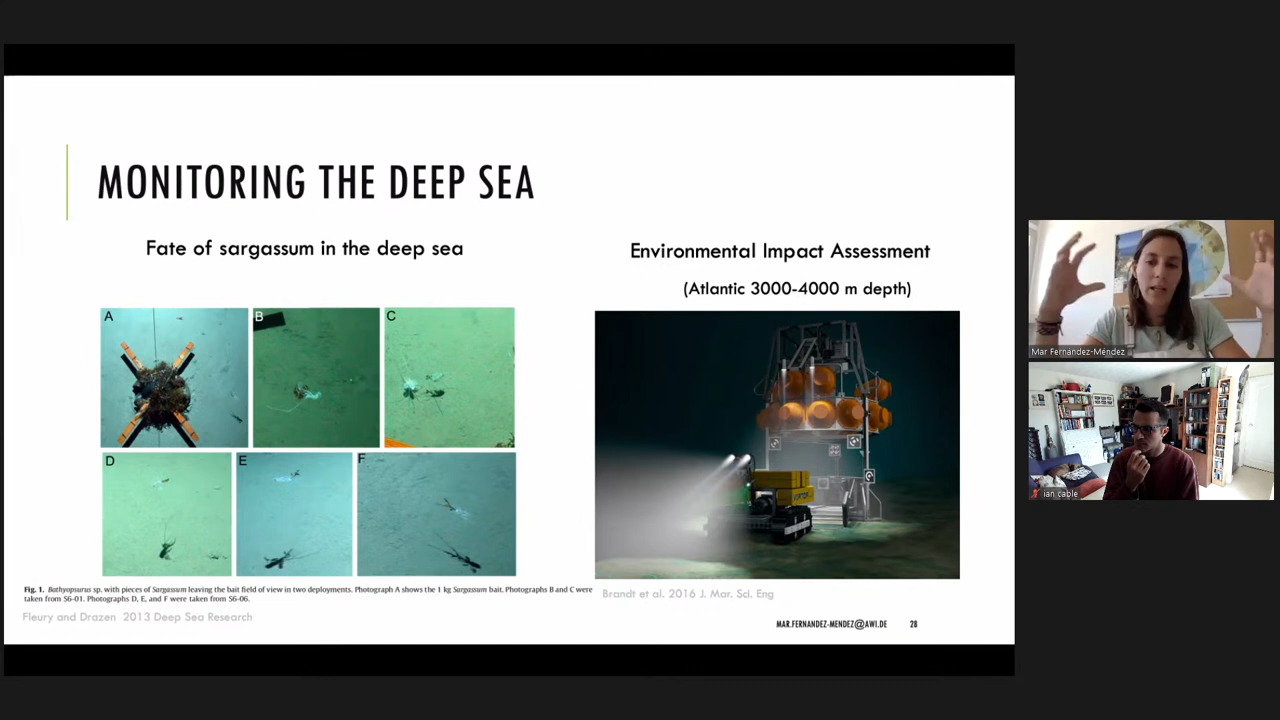 MONITORING THE DEEP SEA
Fate of sargassum in the deep sea
A
B
C
D
E
F
Fig. 1. Bathyopsurus sp. with pieces of Sargassum leaving the bait field of view in two deployments. Photograph A shows the 1 kg Sargassum bait. Photographs B and C were
taken from S6-01. Photographs D, E, and F were taken from S6-06.
Fleury and Drazen 2013 Deep Sea Research
Environmental Impact Assessment
(Atlantic 3000-4000 m depth)
Brandt et al. 2016 J. Mar. Sci. Eng
MAR.FERNANDEZ-MENDEZ@AWI.DE 28
Mar Fernández-Méndez
ian cable